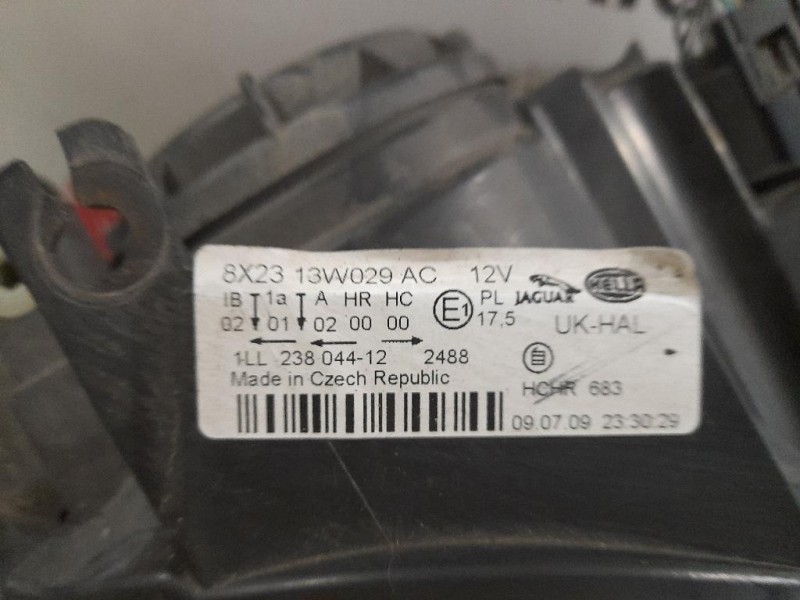 8X23 13W029 AC 12V JAGUAR HELLA
IB 1a A HR HC E1 PL
02 01 02 00 00 17,5 UK-HAL
1LL 238 044-12 2488
Made in Czech Republic HCHR 683
09.07.09 23:30:29